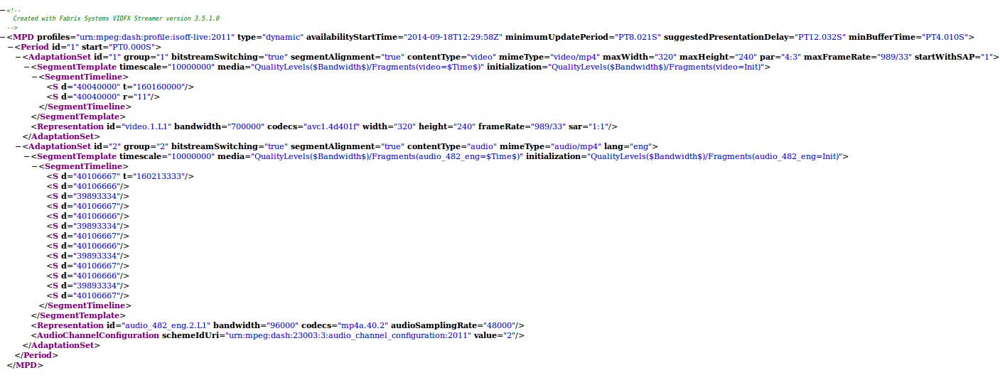 −<!--
Created with Fabrix Systems VIDFX Streamer version 3.5.1.0
-->
−<MPD profiles="urn:mpeg:dash:profile:isoff-live:2011" type="dynamic" availabilityStartTime="2014-09-18T12:29:58Z" minimumUpdatePeriod="PT8.021S" suggestedPresentationDelay="PT12.032S" minBufferTime="PT4.010S">
−<Period id="1" start="PT0.000S">
−<AdaptationSet id="1" group="1" bitstreamSwitching="true" segmentAlignment="true" contentType="video" mimeType="video/mp4" maxWidth="320" maxHeight="240" par="4:3" maxFrameRate="989/33" startWithSAP="1">
−<SegmentTemplate timescale="10000000" media="QualityLevels($Bandwidth$)/Fragments(video=$Time$)" initialization="QualityLevels($Bandwidth$)/Fragments(video=Init)">
−<SegmentTimeline>
<S d="40040000" t="160160000"/>
<S d="40040000" r="11"/>
</SegmentTimeline>
</SegmentTemplate>
<Representation id="video.1.L1" bandwidth="700000" codecs="avc1.4d401f" width="320" height="240" frameRate="989/33" sar="1:1"/>
</AdaptationSet>
−<AdaptationSet id="2" group="2" bitstreamSwitching="true" segmentAlignment="true" contentType="audio" mimeType="audio/mp4" lang="eng">
−<SegmentTemplate timescale="10000000" media="QualityLevels($Bandwidth$)/Fragments(audio_482_eng=$Time$)" initialization="QualityLevels($Bandwidth$)/Fragments(audio_482_eng=Init)">
−<SegmentTimeline>
<S d="40106667" t="160213333"/>
<S d="40106666"/>
<S d="39893334"/>
<S d="40106667"/>
<S d="40106666"/>
<S d="39893334"/>
<S d="40106667"/>
<S d="40106666"/>
<S d="39893334"/>
<S d="40106667"/>
<S d="40106666"/>
<S d="39893334"/>
<S d="40106667"/>
</SegmentTimeline>
</SegmentTemplate>
<Representation id="audio_482_eng.2.L1" bandwidth="96000" codecs="mp4a.40.2" audioSamplingRate="48000"/>
<AudioChannelConfiguration schemeIdUri="urn:mpeg:dash:23003:3:audio_channel_configuration:2011" value="2"/>
</AdaptationSet>
</Period>
</MPD>